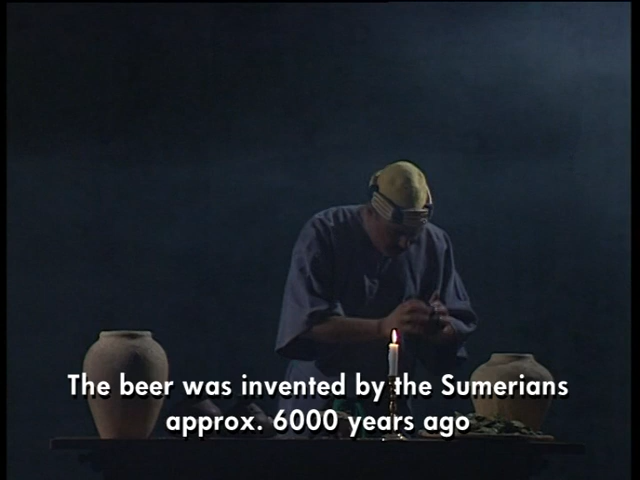 The beer was invented by the Sumerians
approx. 6000 years ago